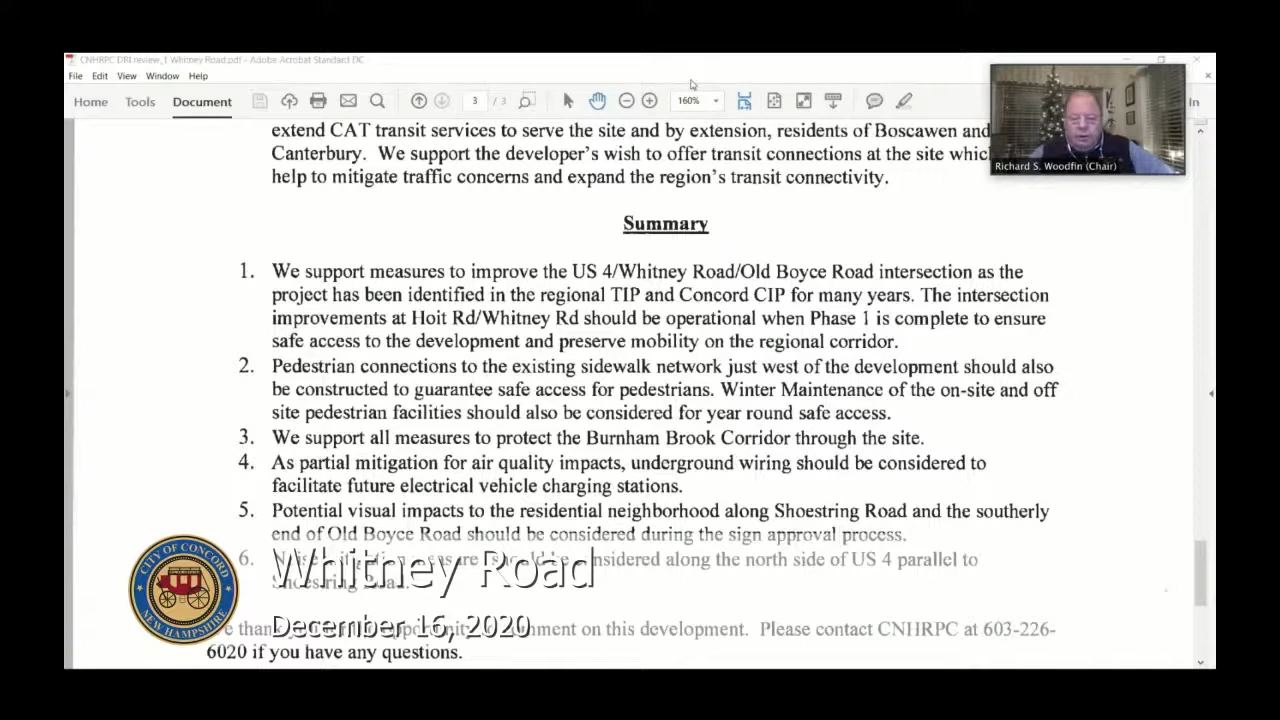 CNHRPC DRI review_1 Whitney Road.pdf - Adobe Acrobat Standard DC
File Edit View Window Help
Home Tools Document 3 / 3 160% In
extend CAT transit services to serve the site and by extension, residents of Boscawen and
Canterbury. We support the developer's wish to offer transit connections at the site
help to mitigate traffic concerns and expand the region's transit connectivity.
Richard S. Woodfin (Chair)
Summary
1. We support measures to improve the US 4/Whitney Road/Old Boyce Road intersection as the
project has been identified in the regional TIP and Concord CIP for many years. The intersection
improvements at Hoit Rd/Whitney Rd should be operational when Phase 1 is complete to ensure
safe access to the development and preserve mobility on the regional corridor.
2. Pedestrian connections to the existing sidewalk network just west of the development should also
be constructed to guarantee safe access for pedestrians. Winter Maintenance of the on-site and off
site pedestrian facilities should also be considered for year round safe access.
3. We support all measures to protect the Burnham Brook Corridor through the site.
4. As partial mitigation for air quality impacts, underground wiring should be considered to
facilitate future electrical vehicle charging stations.
5. Potential visual impacts to the residential neighborhood along Shoestring Road and the southerly
end of Old Boyce Road should be considered during the sign approval process.
6. should be considered along the north side of US 4 parallel to
Shoestring Road.
CITY OF CONCORD
NEW HAMPSHIRE
Whitney Road
December 16, 2020
opportunity comment on this development. Please contact CNHRPC at 603-226-
6020 if you have any questions.